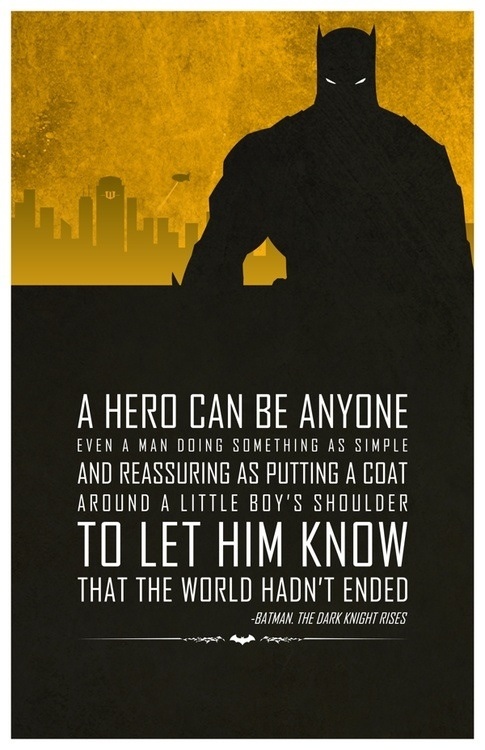 A HERO CAN BE ANYONE
EVEN A MAN DOING SOMETHING AS SIMPLE
AND REASSURING AS PUTTING A COAT
AROUND A LITTLE BOY'S SHOULDER
TO LET HIM KNOW
THAT THE WORLD HADN'T ENDED
-BATMAN. THE DARK KNIGHT RISES